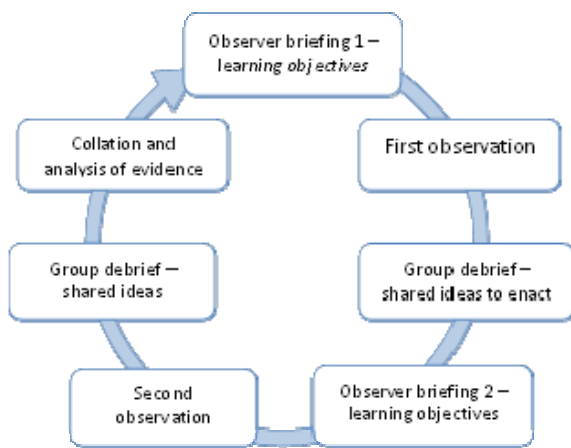 Observer briefing 1 –
learning objectives
First observation
Group debrief –
shared ideas to enact
Observer briefing 2 –
learning objectives
Second
observation
Group debrief –
shared ideas
Collation and
analysis of evidence